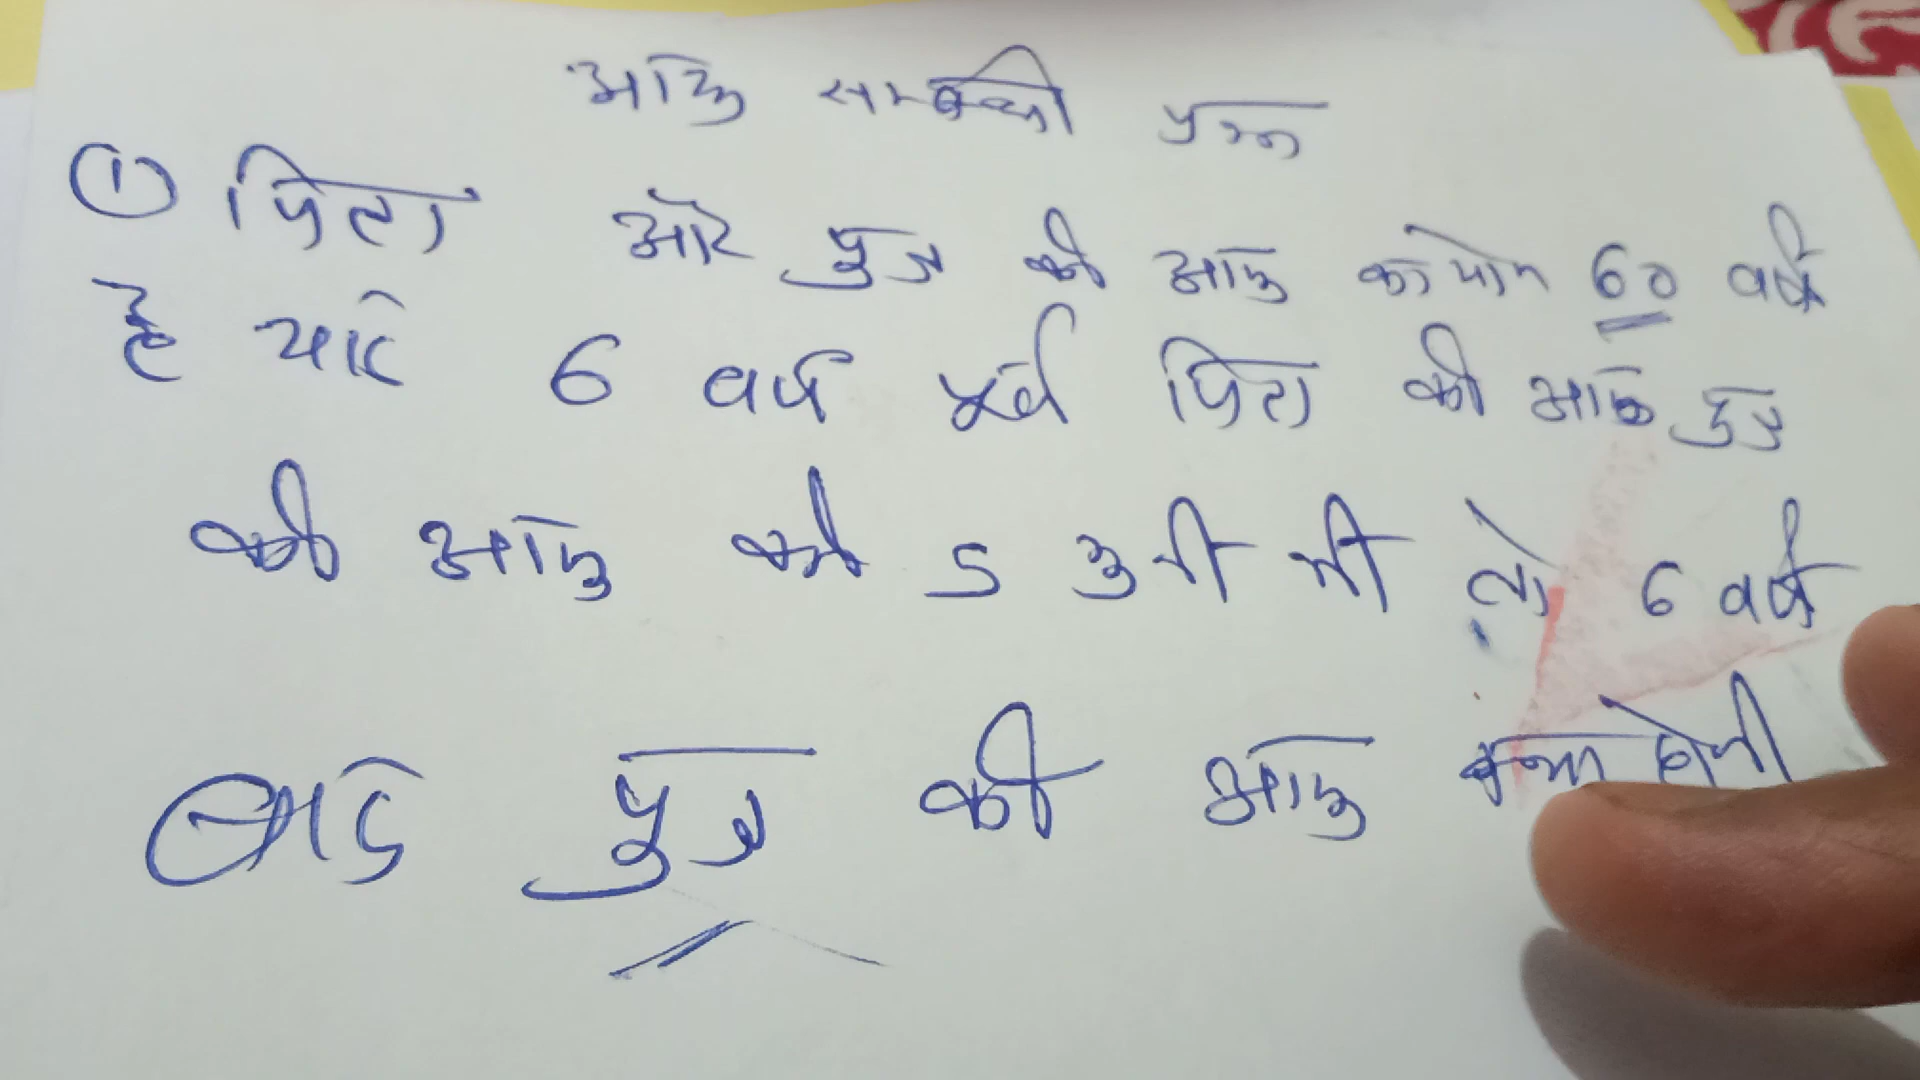 आयु सम्बन्धी प्रश्न
① पिता और पुत्र की आयु का योग 60 वर्ष
है यदि 6 वर्ष पूर्व पिता की आयु पुत्र
की आयु की 5 गुनी थी तो 6 वर्ष
बाद पुत्र की आयु क्या होगी